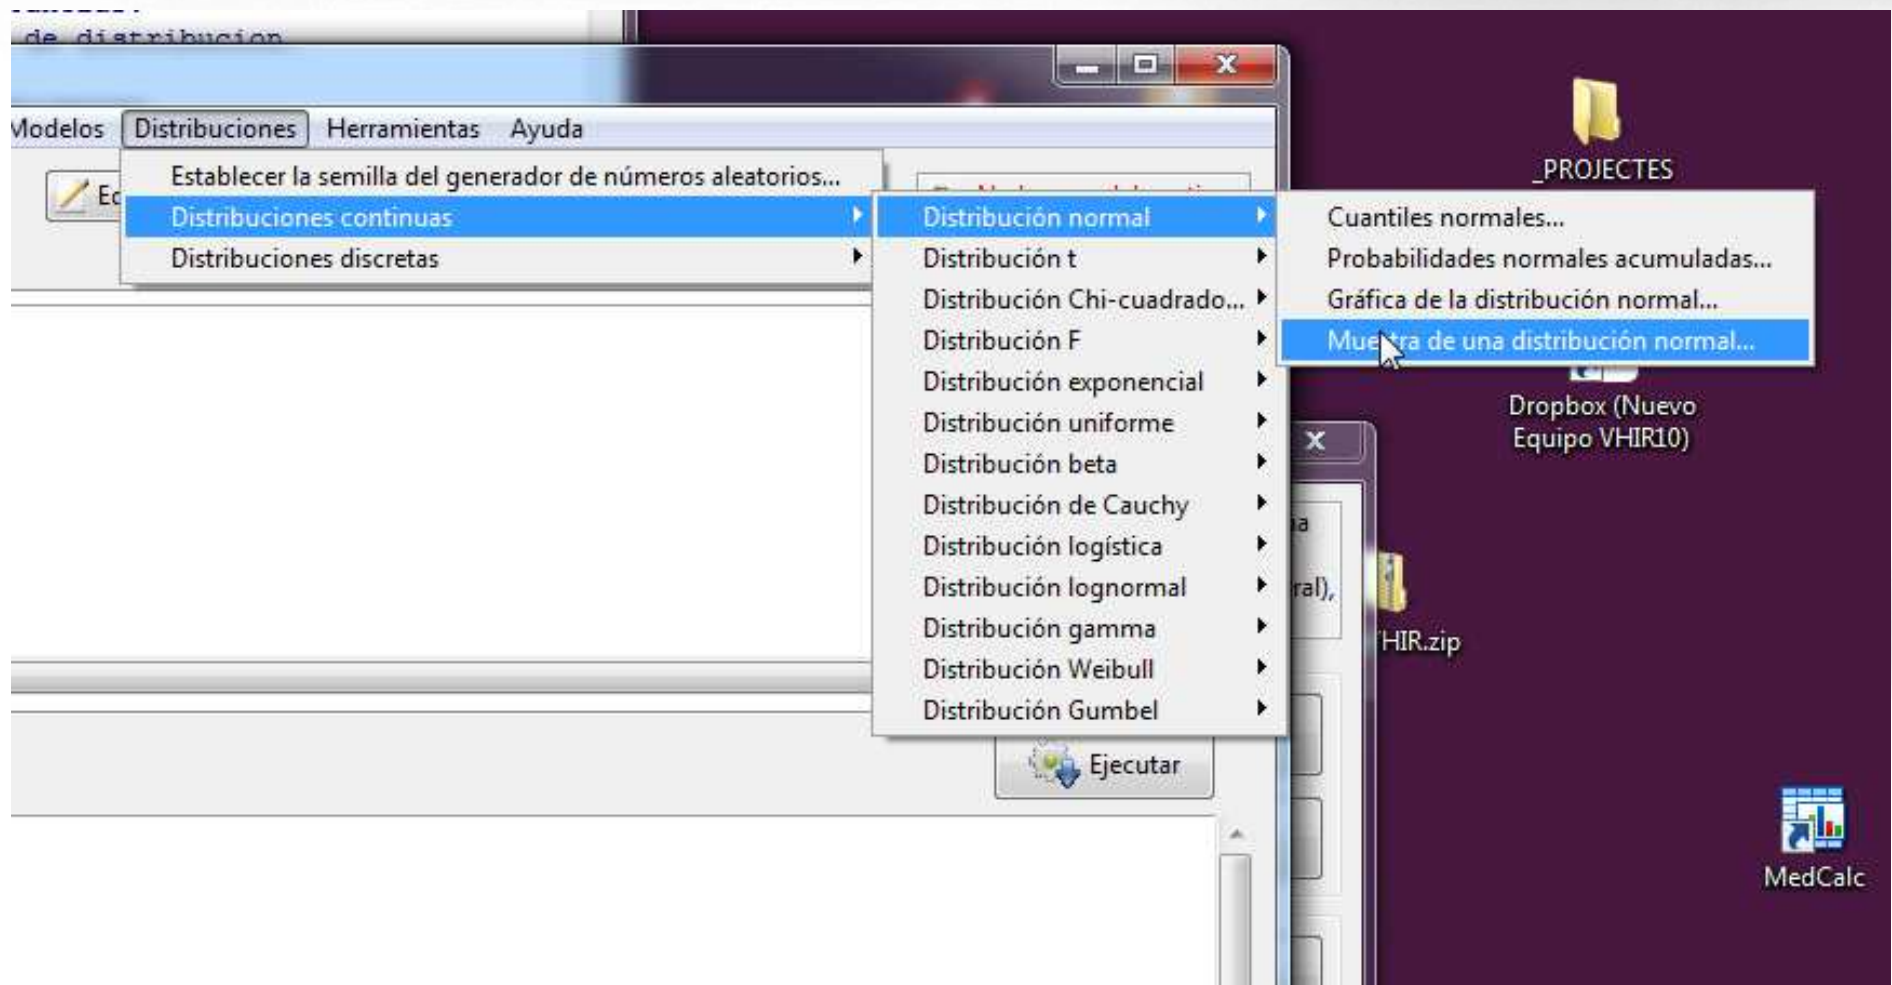 de distribucion
Modelos Distribuciones Herramientas Ayuda
Establecer la semilla del generador de números aleatorios...
Distribuciones continuas
Distribuciones discretas
Distribución normal
Distribución t
Distribución Chi-cuadrado...
Distribución F
Distribución exponencial
Distribución uniforme
Distribución beta
Distribución de Cauchy
Distribución logística
Distribución lognormal
Distribución gamma
Distribución Weibull
Distribución Gumbel
Cuantiles normales...
Probabilidades normales acumuladas...
Gráfica de la distribución normal...
Muestra de una distribución normal...
Ejecutar
_PROJECTES
Dropbox (Nuevo
Equipo VHIR10)
HIR.zip
MedCalc